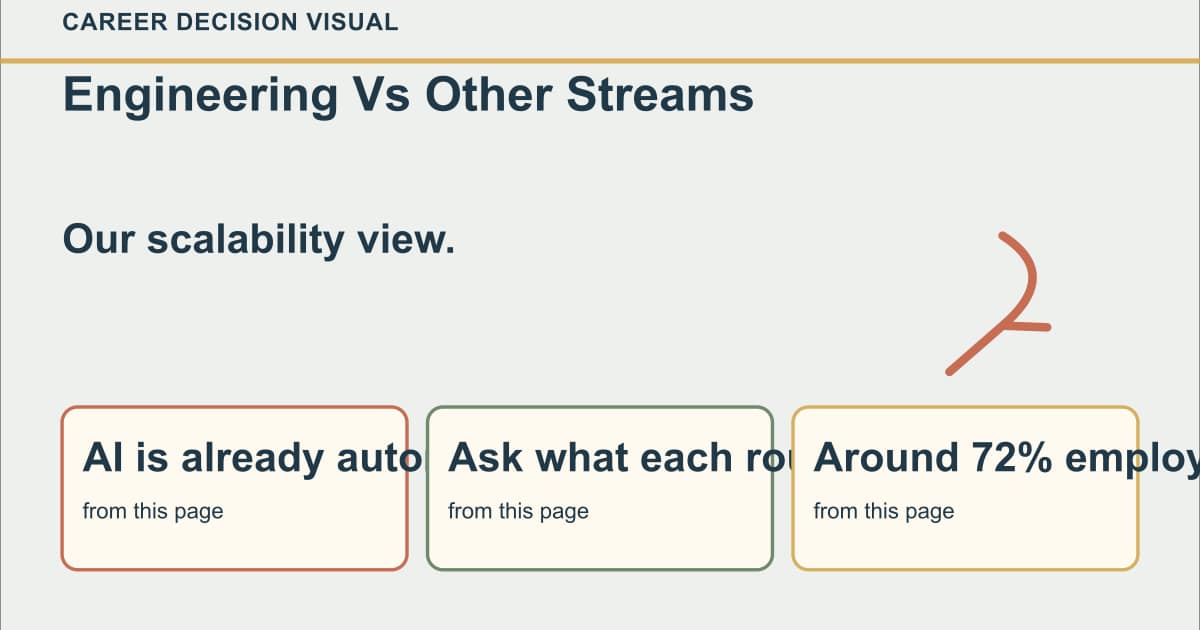 CAREER DECISION VISUAL
Engineering Vs Other Streams
Our scalability view.
AI is already auto
from this page
Ask what each
from this page
Around 72% employ
from this page